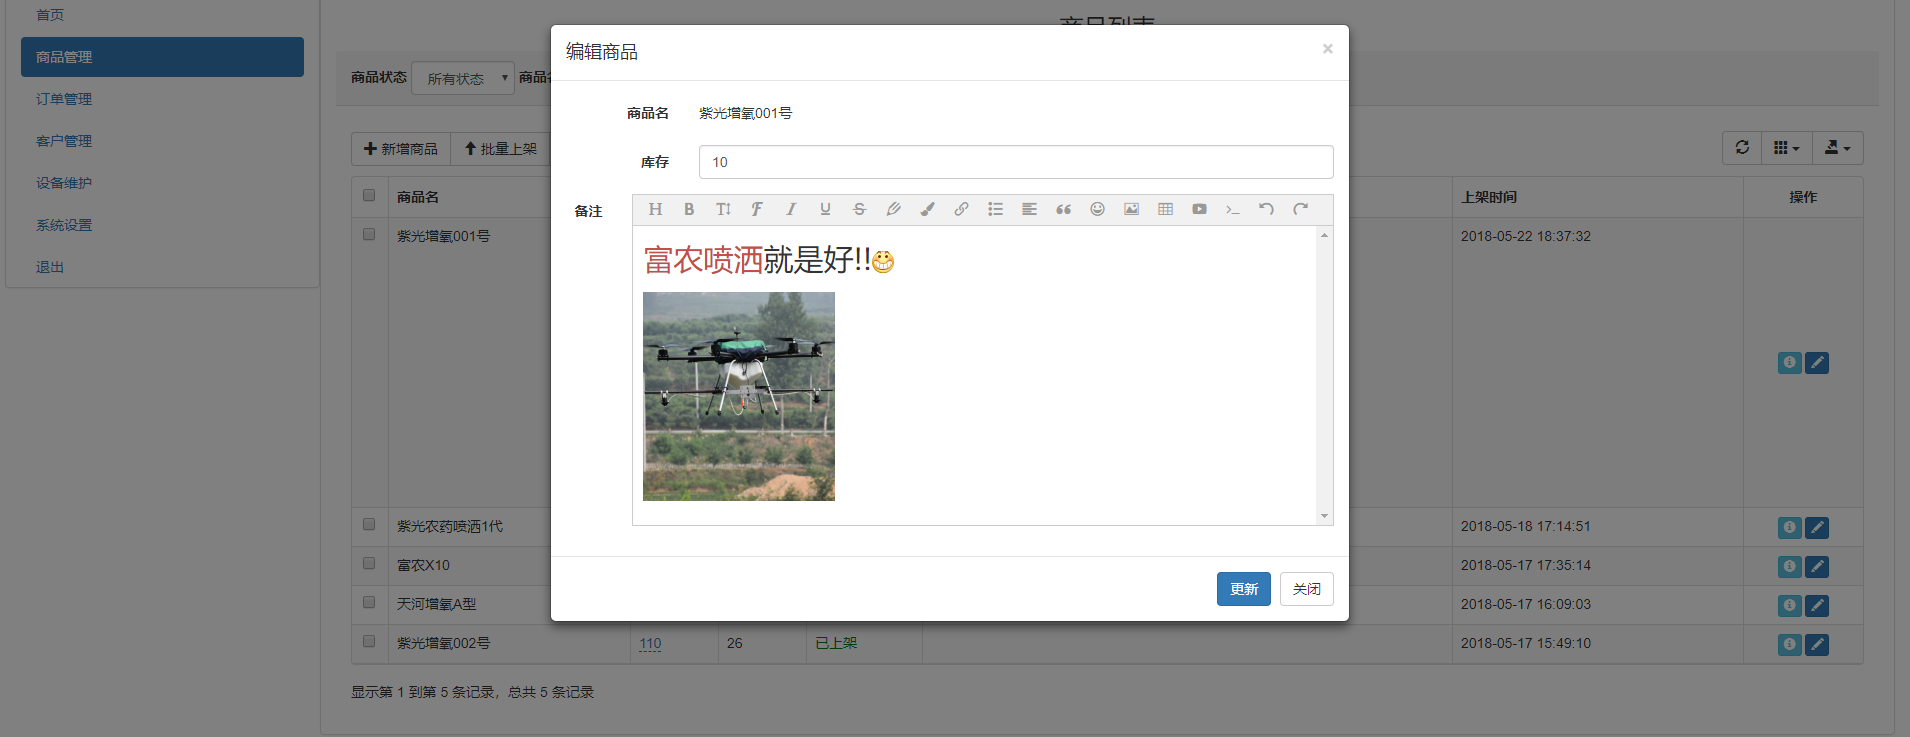 首页
商品管理
订单管理
客户管理
设备维护
系统设置
退出
商品列表
商品状态 所有状态 商品名
新增商品 批量上架
商品名 上架时间 操作
紫光增氧001号 2018-05-22 18:37:32
紫光农药喷洒1代 2018-05-18 17:14:51
富农X10 2018-05-17 17:35:14
天河增氧A型 2018-05-17 16:09:03
紫光增氧002号 110 26 已上架 2018-05-17 15:49:10
显示第 1 到第 5 条记录，总共 5 条记录
编辑商品 ×
商品名 紫光增氧001号
库存 10
备注
富农喷洒就是好!!
更新 关闭